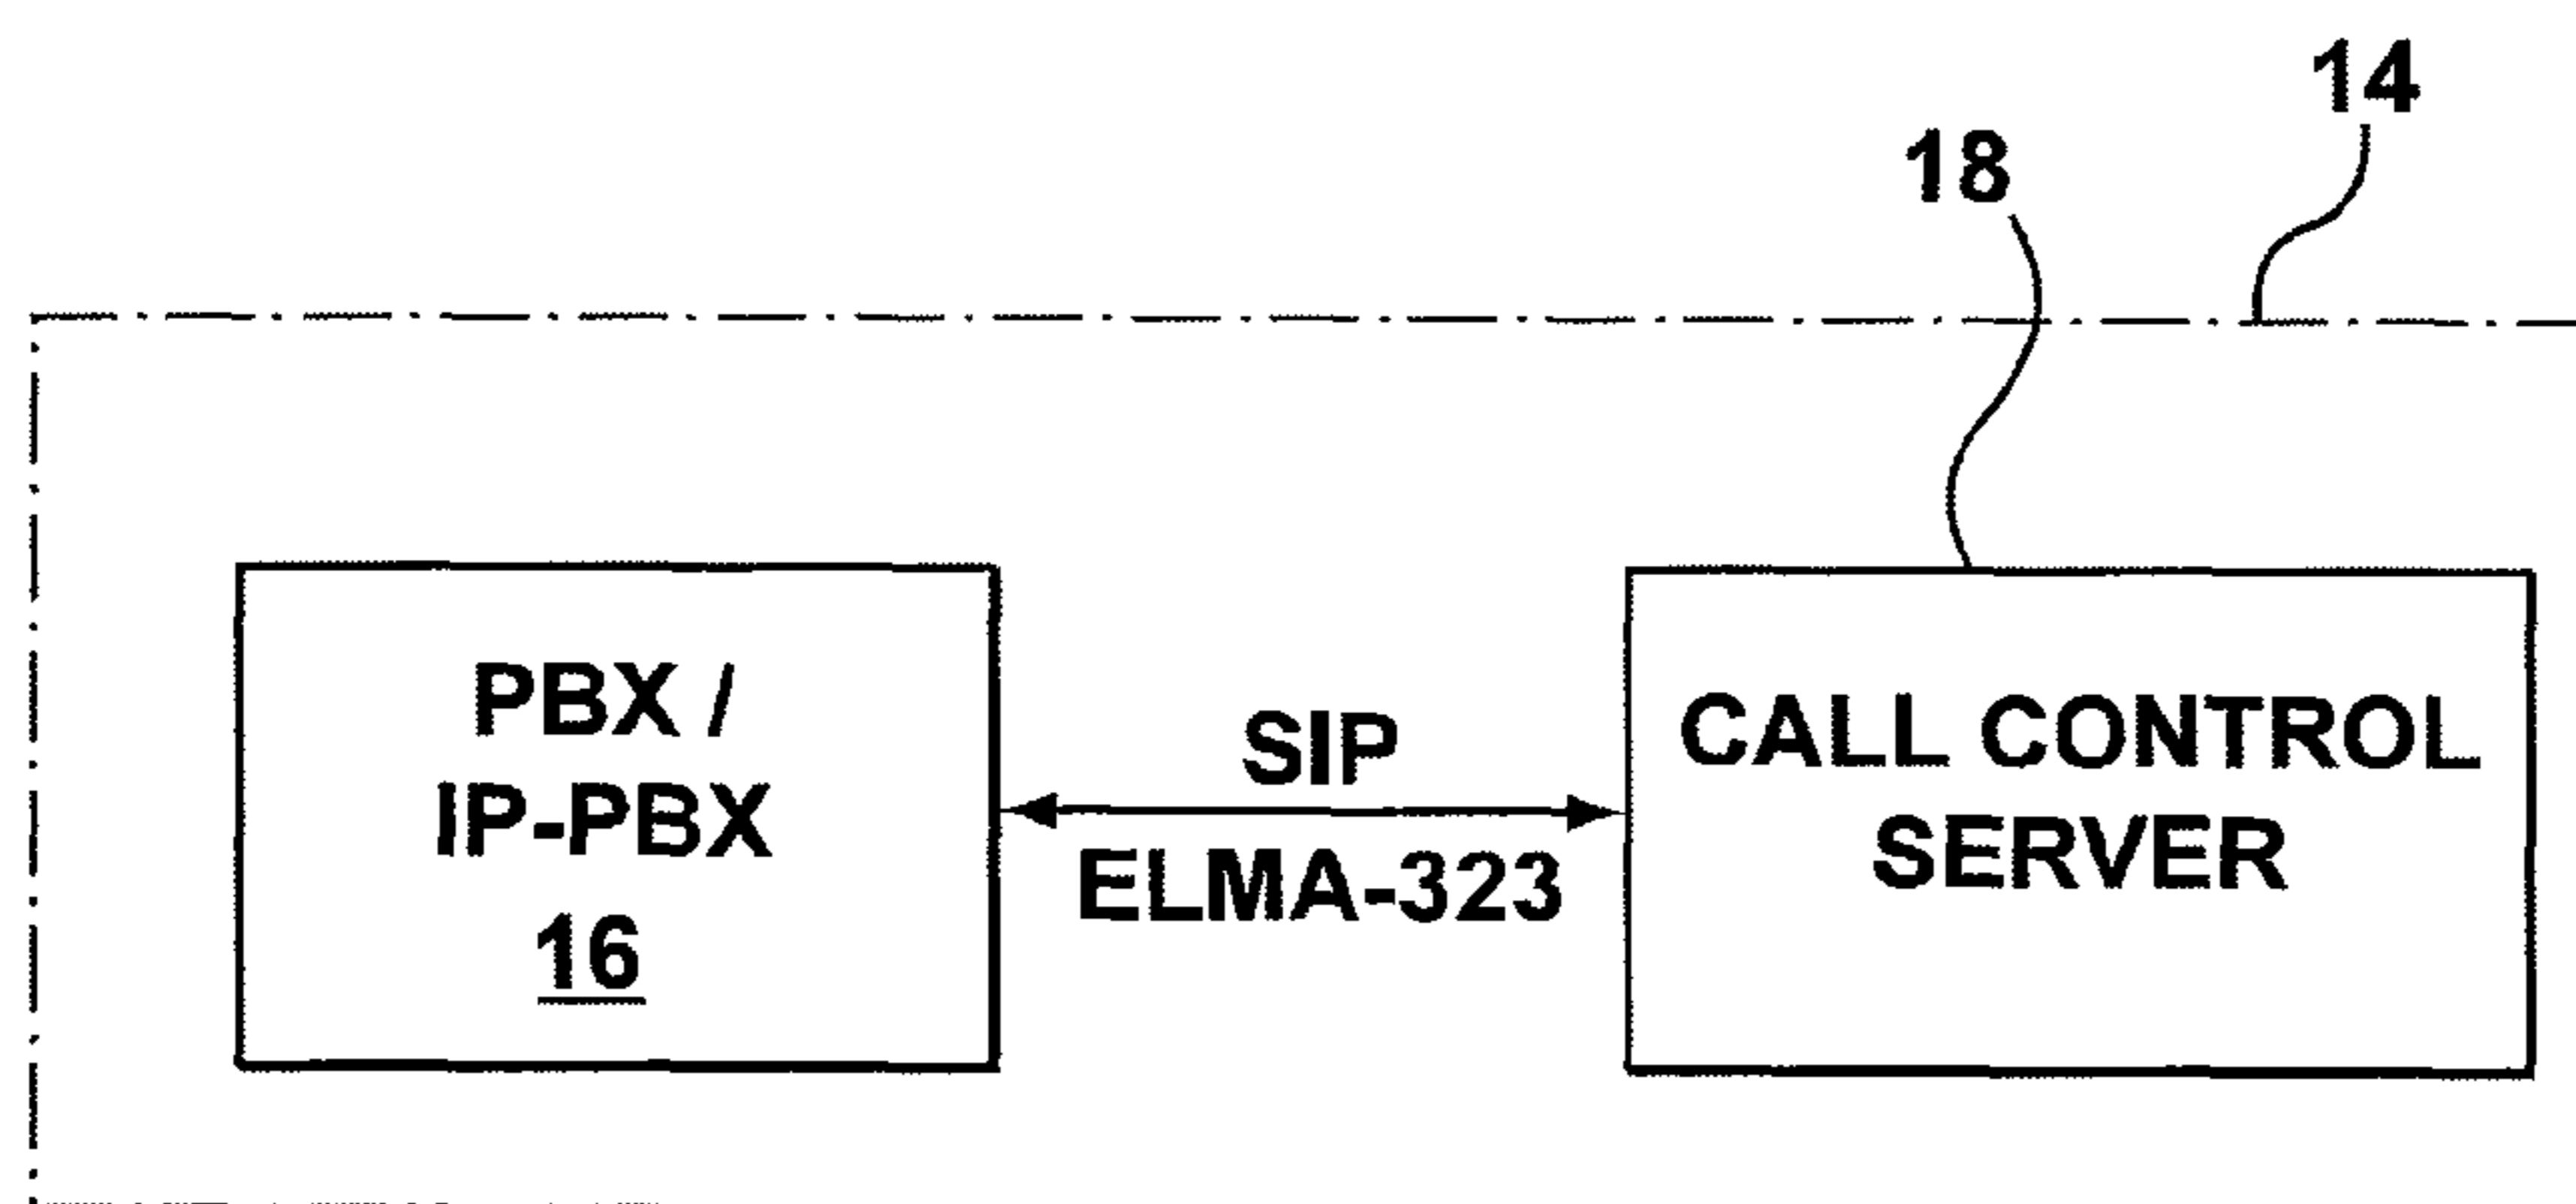 14
18
PBX /
IP-PBX
16
SIP
ELMA-323
CALL CONTROL
SERVER